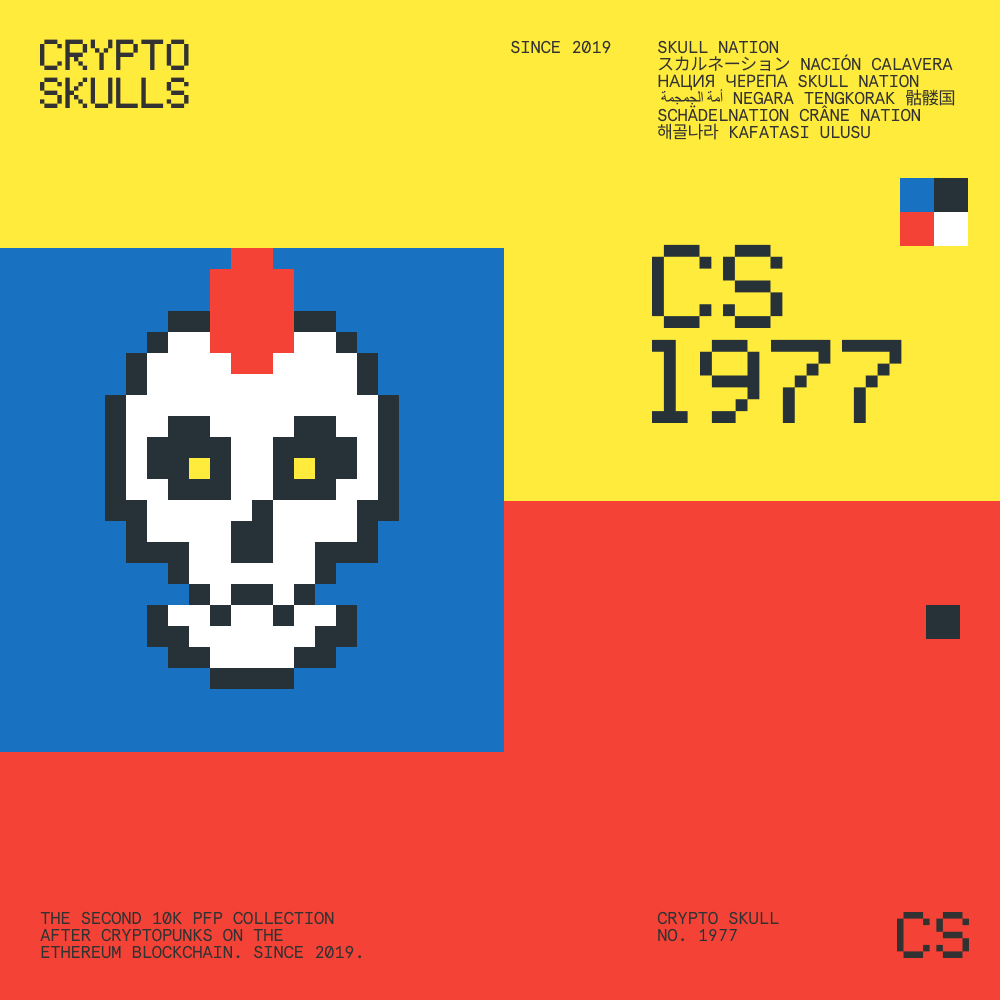 CRYPTO
SKULLS
SINCE 2019
SKULL NATION
スカルネーション NACIÓN CALAVERA
НАЦИЯ ЧЕРЕПА SKULL NATION
أمة الجمجمة NEGARA TENGKORAK 骷髅国
SCHÄDELNATION CRÂNE NATION
해골나라 KAFATASI ULUSU
CS
1977
THE SECOND 10K PFP COLLECTION
AFTER CRYPTOPUNKS ON THE
ETHEREUM BLOCKCHAIN. SINCE 2019.
CRYPTO SKULL
NO. 1977
CS